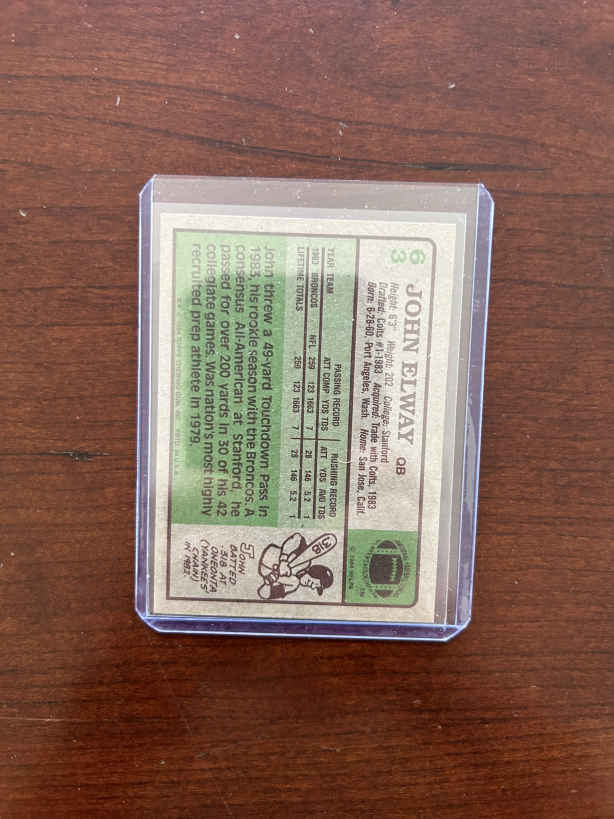 63
JOHN ELWAY QB
Height: 6'3" Weight: 202 College: Stanford
Drafted: Colts #1-1983 Acquired: Trade with Colts, 1983
Born: 6-28-60, Port Angeles, Wash. Home: San Jose, Calif.
PASSING RECORD RUSHING RECORD
YEAR TEAM ATT COMP YDS TDS ATT YDS AVG TDS
1983 BRONCOS NFL 259 123 1663 7 28 146 5.2 1
LIFETIME TOTALS 259 123 1663 7 28 146 5.2 1
John threw a 49-yard Touchdown Pass in
1983, his rookie season with the Broncos. A
consensus All-American at Stanford, he
passed for over 200 yards in 30 of his 42
collegiate games. Was nation's most highly
recruited prep athlete in 1979.
318
JOHN
BATTED
.318 AT
ONEONTA
(YANKEES'
CHAIN)
IN 1982.